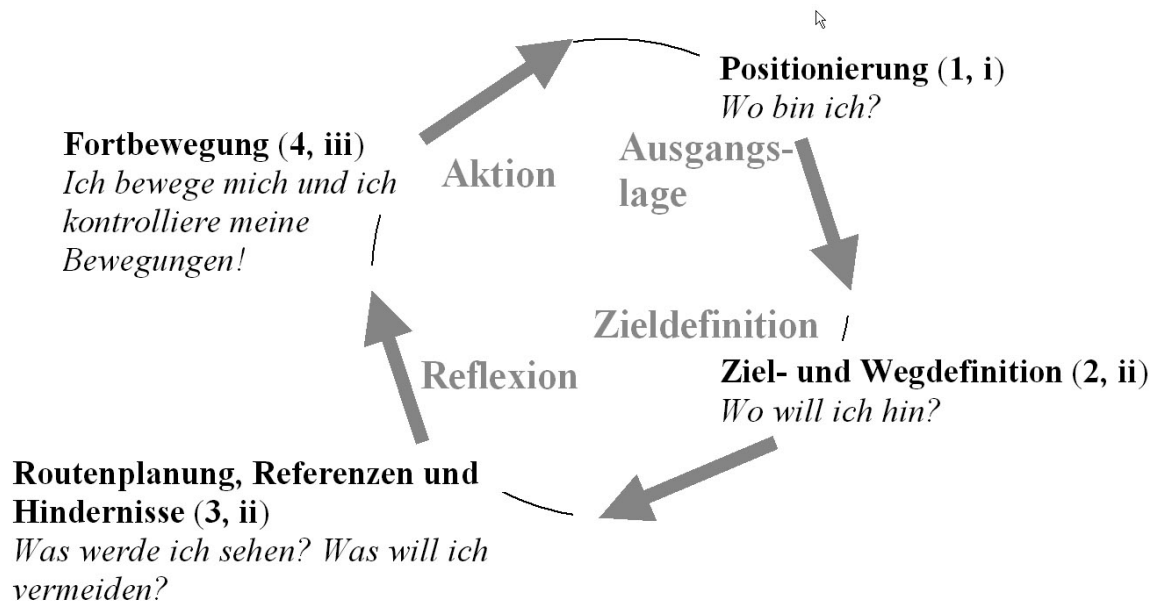 Positionierung (1, i)
Wo bin ich?
Ausgangs-
lage
Zieldefinition
Ziel- und Wegdefinition (2, ii)
Wo will ich hin?
Routenplanung, Referenzen und
Hindernisse (3, ii)
Was werde ich sehen? Was will ich
vermeiden?
Reflexion
Fortbewegung (4, iii)
Ich bewege mich und ich
kontrolliere meine
Bewegungen!
Aktion